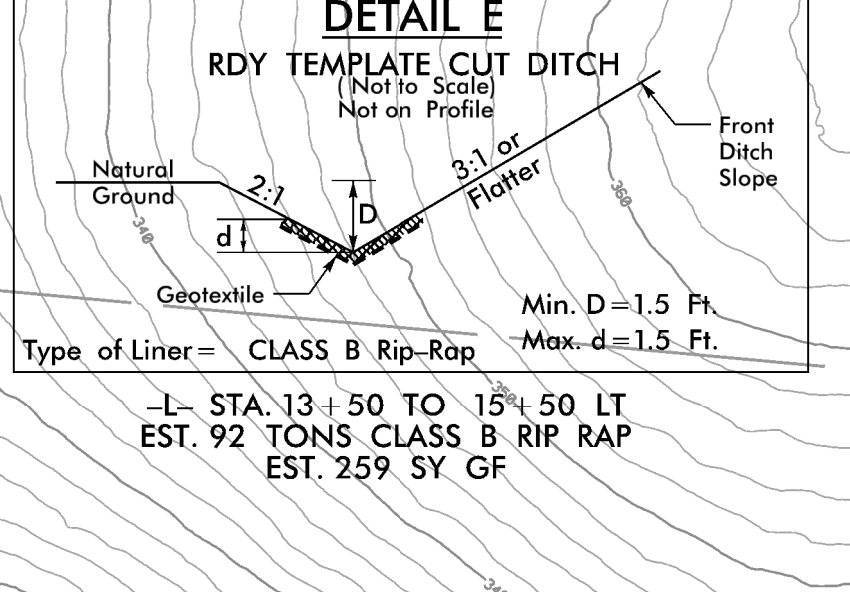 DETAIL E
RDY TEMPLATE CUT DITCH
(Not to Scale)
Not on Profile
Front
Ditch
Slope
3:1 or
Flatter
Natural
Ground
2:1
D
d
360
340
Geotextile
Min. D=1.5 Ft.
Max. d=1.5 Ft.
Type of Liner= CLASS B Rip-Rap
350
-L- STA. 13+50 TO 15+50 LT
EST. 92 TONS CLASS B RIP RAP
EST. 259 SY GF